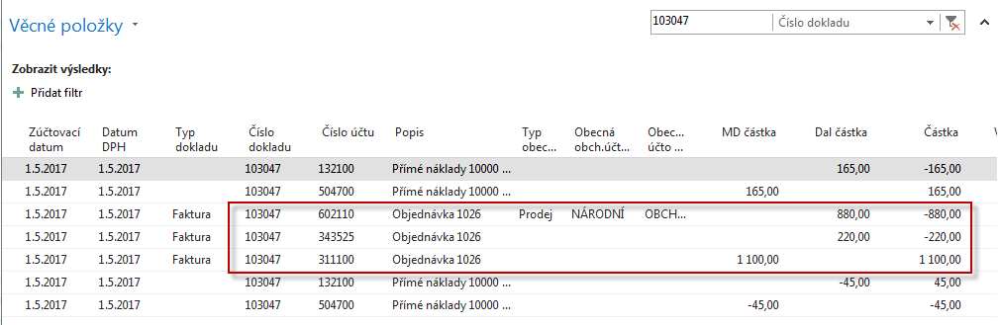 Věcné položky
103047 Číslo dokladu
Zobrazit výsledky:
Přidat filtr
Zúčtovací datum Datum DPH Typ dokladu Číslo dokladu Číslo účtu Popis Typ obec... Obecná obch.účt... Obec... účto ... MD částka Dal částka Částka
1.5.2017 1.5.2017 103047 132100 Přímé náklady 10000 ... 165,00 -165,00
1.5.2017 1.5.2017 103047 504700 Přímé náklady 10000 ... 165,00 165,00
1.5.2017 1.5.2017 Faktura 103047 602110 Objednávka 1026 Prodej NÁRODNÍ OBCH... 880,00 -880,00
1.5.2017 1.5.2017 Faktura 103047 343525 Objednávka 1026 220,00 -220,00
1.5.2017 1.5.2017 Faktura 103047 311100 Objednávka 1026 1 100,00 1 100,00
1.5.2017 1.5.2017 103047 132100 Přímé náklady 10000 ... -45,00 45,00
1.5.2017 1.5.2017 103047 504700 Přímé náklady 10000 ... -45,00 -45,00